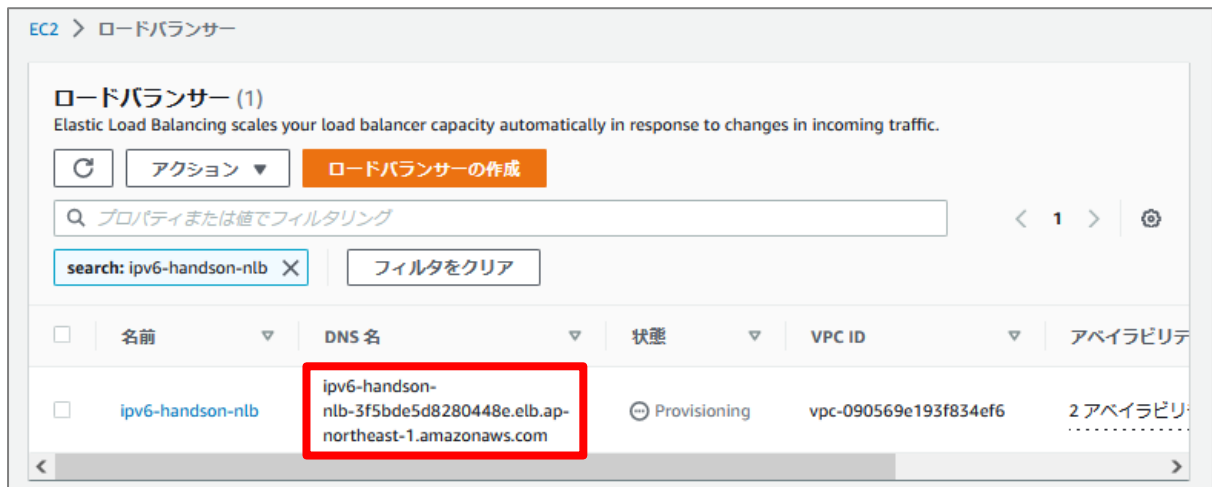 EC2 > ロードバランサー
ロードバランサー (1)
Elastic Load Balancing scales your load balancer capacity automatically in response to changes in incoming traffic.
アクション ロードバランサーの作成
プロパティまたは値でフィルタリング 1
search: ipv6-handson-nlb フィルタをクリア
名前 DNS 名 状態 VPC ID アベイラビリテ
ipv6-handson-
ipv6-handson-nlb nlb-3f5bde5d8280448e.elb.ap- Provisioning vpc-090569e193f834ef6 2 アベイラビリ
northeast-1.amazonaws.com